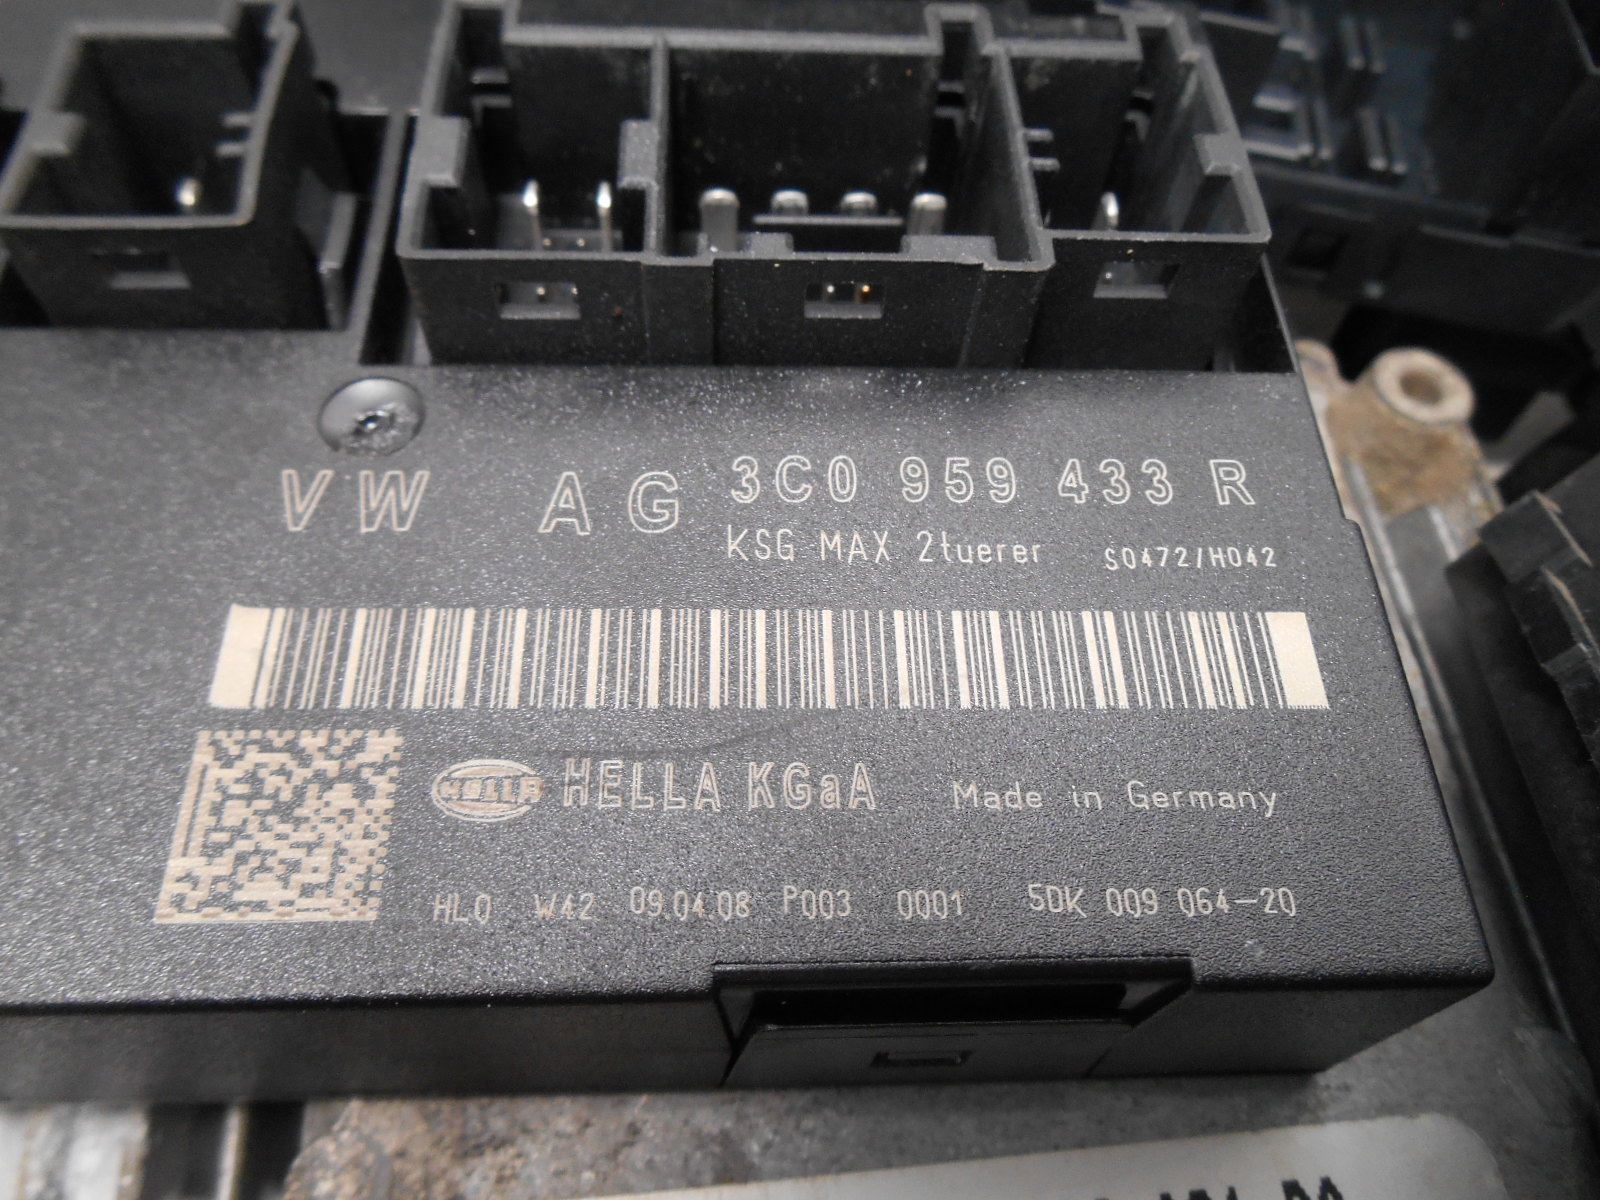 VW AG 3C0 959 433 R
KSG MAX 2tuerer S0472/H042
HELLA HELLA KGaA Made in Germany
HLO W42 09.04.08 P003 0001 5DK 009 064-20